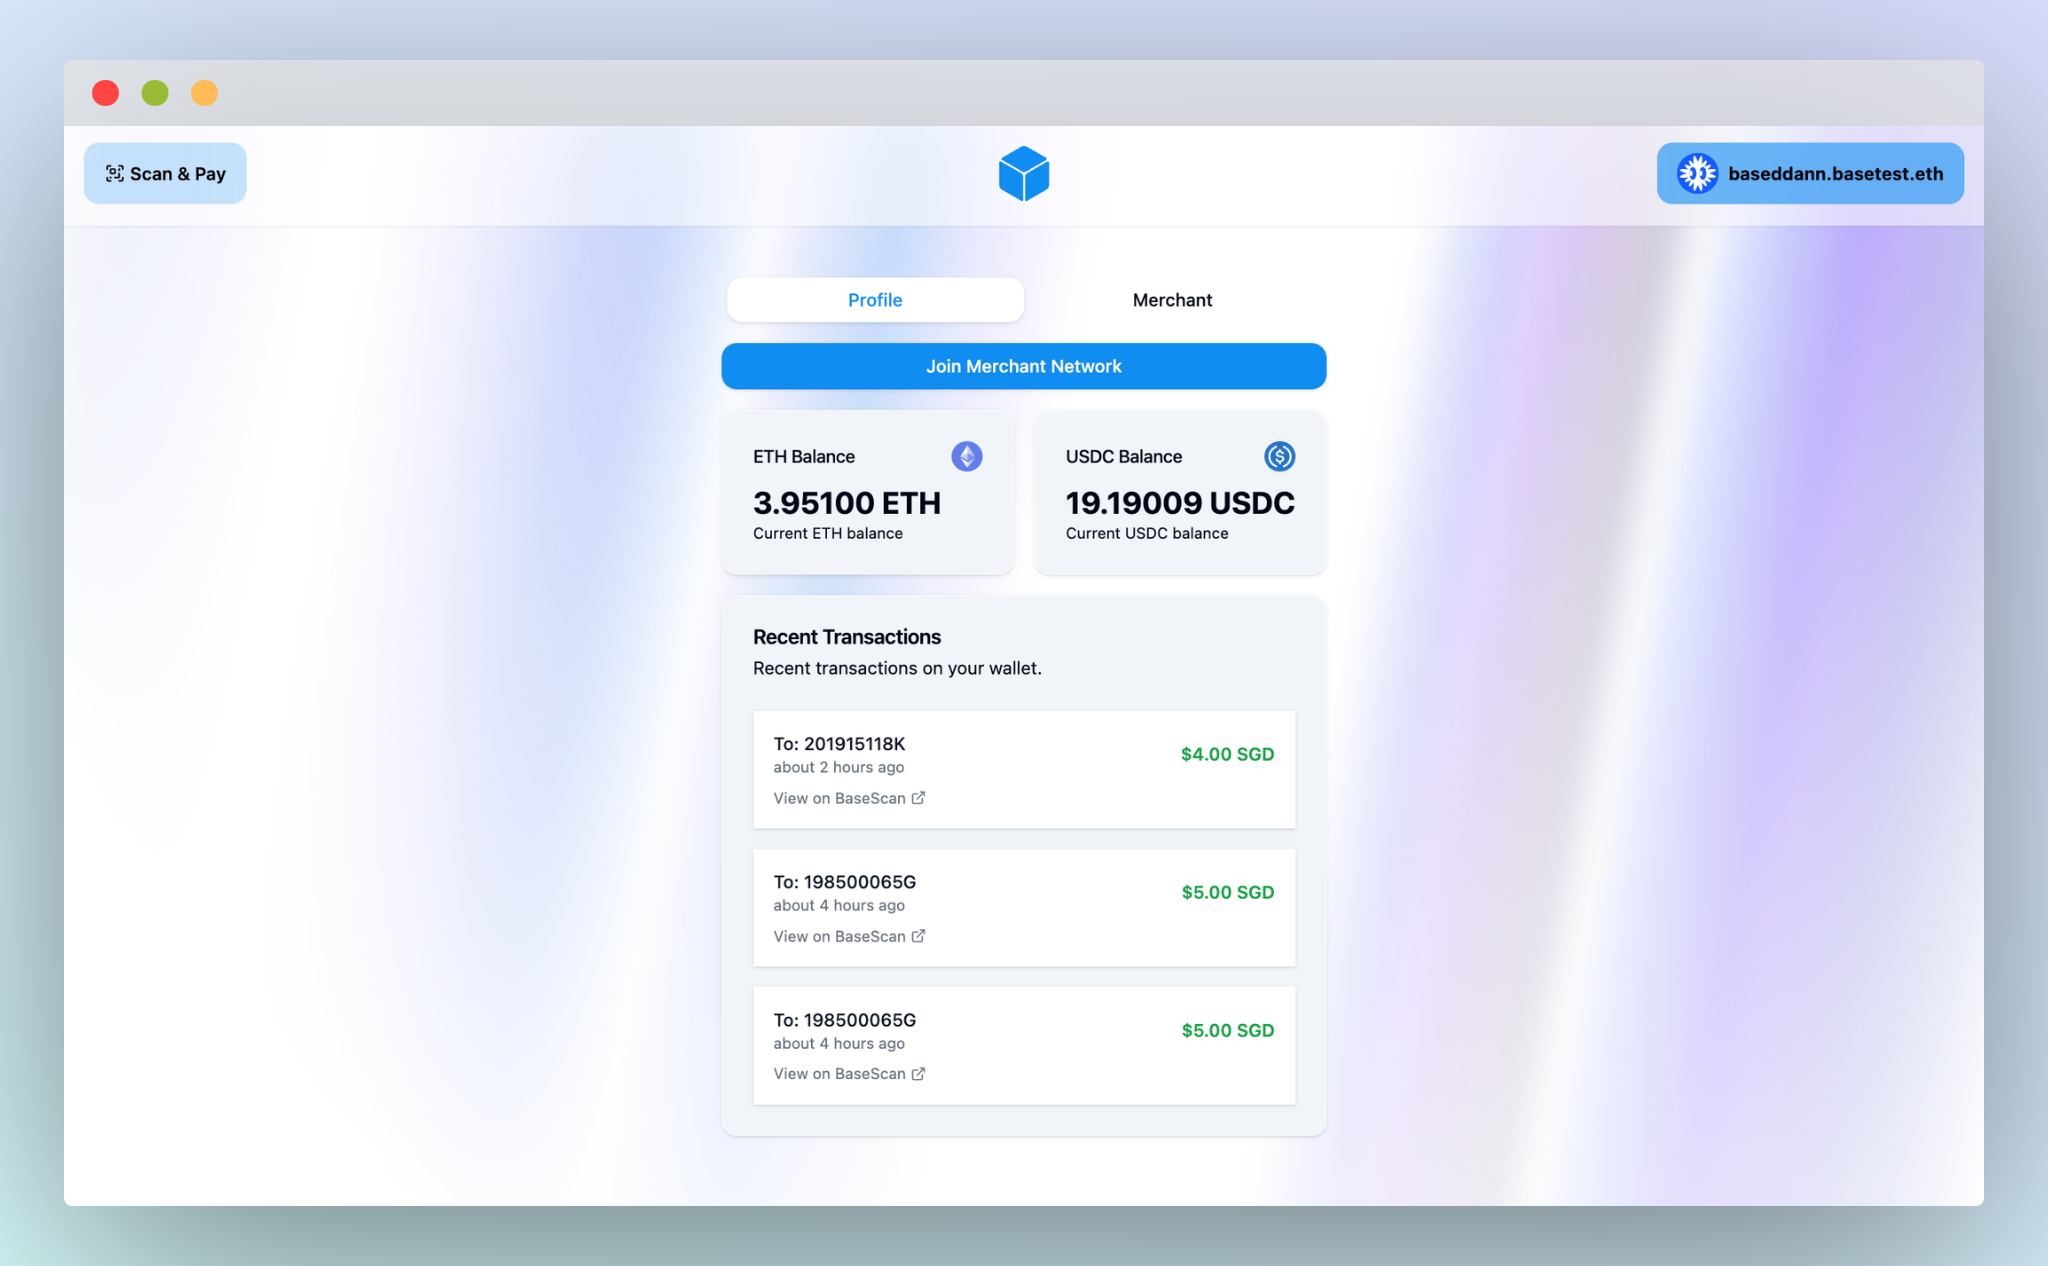 Scan & Pay
baseddann.basetest.eth
Profile
Merchant
Join Merchant Network
ETH Balance
3.95100 ETH
Current ETH balance
USDC Balance
19.19009 USDC
Current USDC balance
Recent Transactions
Recent transactions on your wallet.
To: 201915118K
about 2 hours ago
$4.00 SGD
View on BaseScan
To: 198500065G
about 4 hours ago
$5.00 SGD
View on BaseScan
To: 198500065G
about 4 hours ago
$5.00 SGD
View on BaseScan